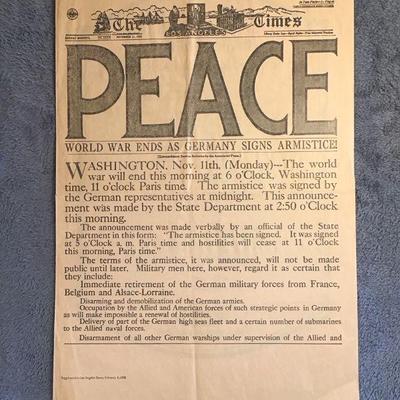 The Times
LOS ANGELES
PEACE
WORLD WAR ENDS AS GERMANY SIGNS ARMISTICE!
WASHINGTON, Nov. 11th, (Monday)---The world
war will end this morning at 6 o'Clock, Washington
time, 11 o'clock Paris time. The armistice was signed by
the German representatives at midnight. This announce-
ment was made by the State Department at 2:50 o'Clock
this morning.
The announcement was made verbally by an official of the State
Department in this form: "The armistice has been signed. It was signed
at 5 o'Clock a. m. Paris time and hostilities will cease at 11 o'Clock
this morning, Paris time."
The terms of the armistice, it was announced, will not be made
public until later. Military men here, however, regard it as certain that
they include:
Immediate retirement of the German military forces from France,
Belgium and Alsace-Lorraine.
Disarming and demobilization of the German armies.
Occupation by the Allied and American forces of such strategic points in Germany
as will make impossible a renewal of hostilities.
Delivery of part of the German high seas fleet and a certain number of submarines
to the Allied naval forces.
Disarmament of all other German warships under supervision of the Allied and